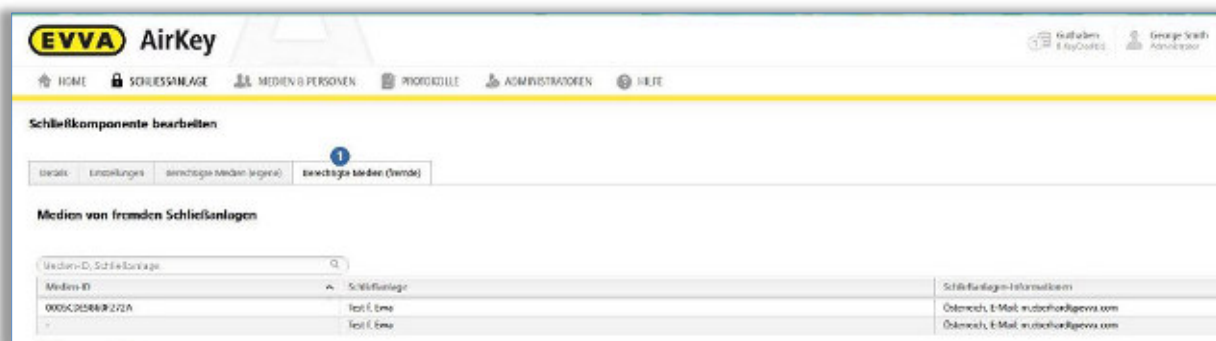 EVVA AirKey
Guthaben George Smith
8 KeyCredits Administrator
HOME SCHLIESSANLAGE MEDIEN & PERSONEN PROTOKOLLE ADMINISTRATOREN HILFE
Schließkomponente bearbeiten
1
Details Einstellungen Berechtigte Medien (eigene) Berechtigte Medien (fremde)
Medien von fremden Schließanlagen
Medien-ID, Schließanlage
Medien-ID Schließanlage Schließanlagen-Informationen
Test f. Evva Österreich, E-Mail:
- Test f. Evva Österreich, E-Mail: